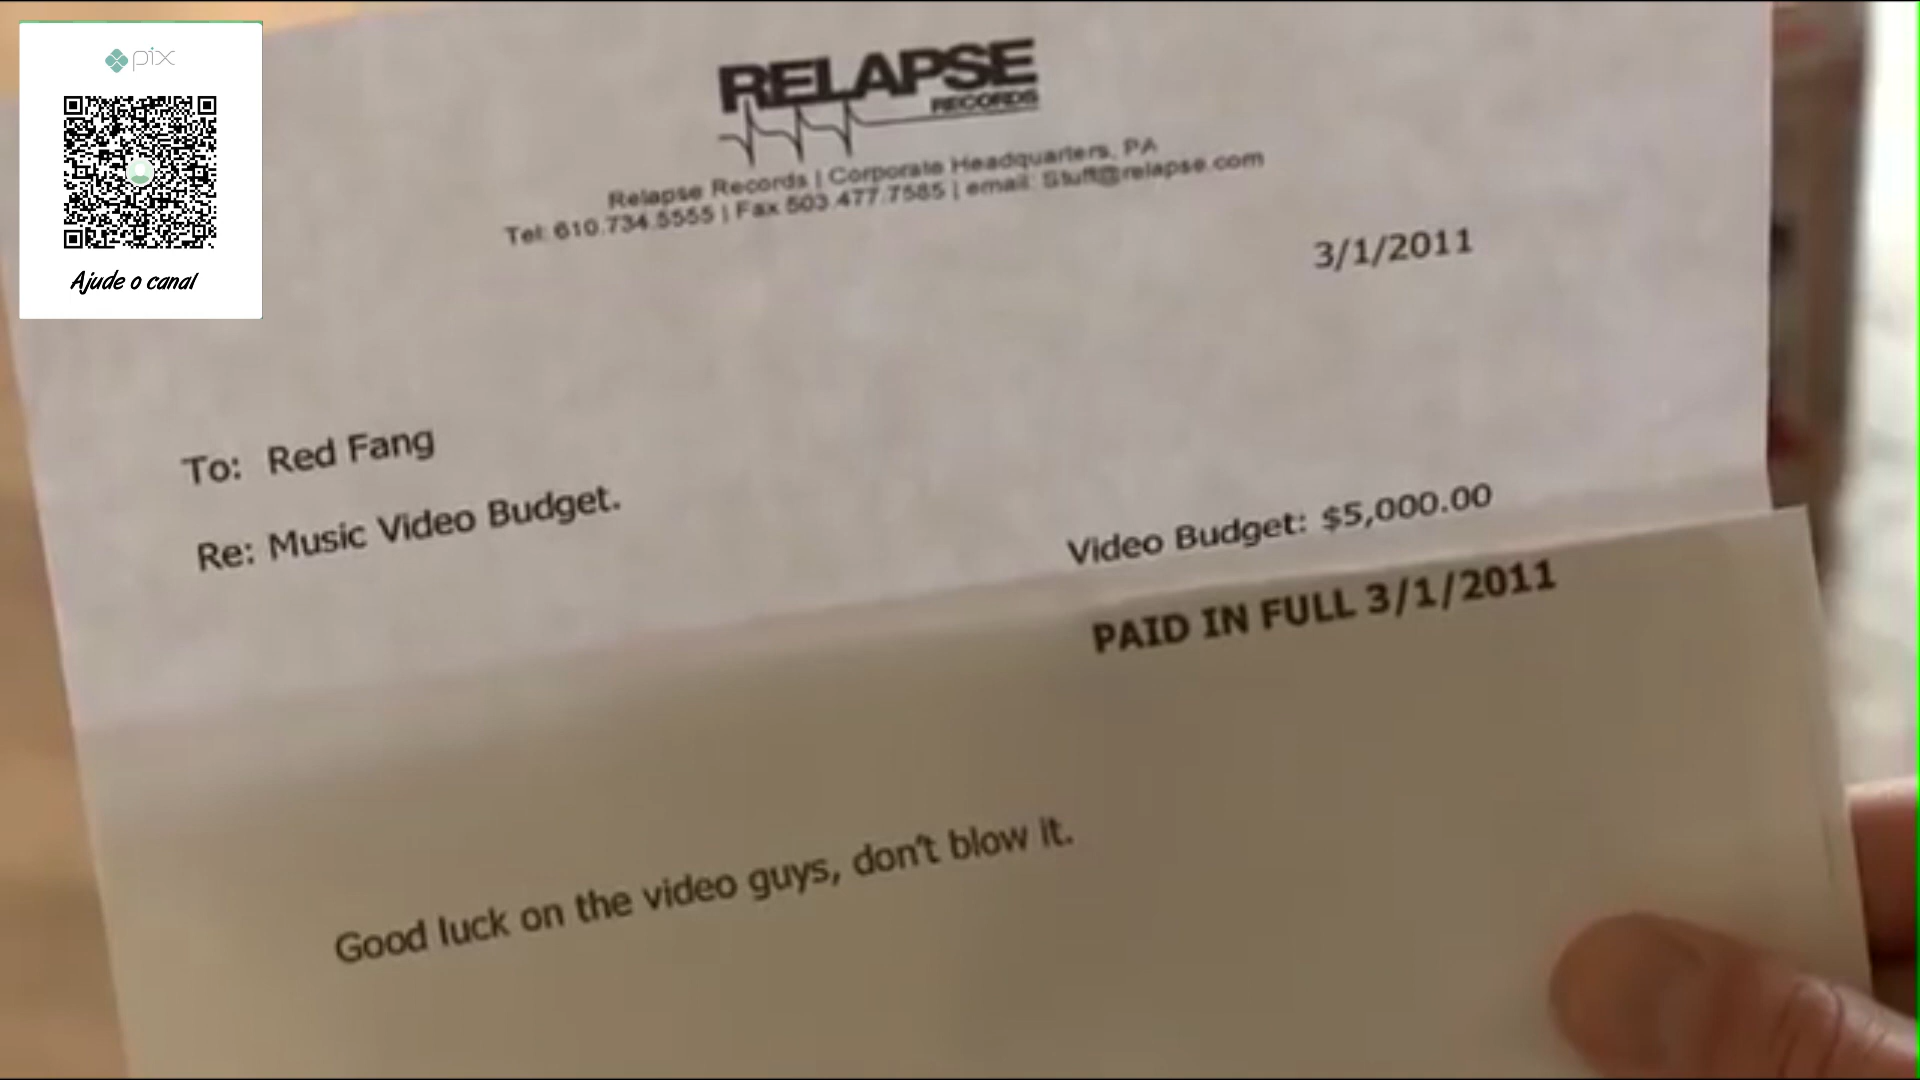 pix
Ajude o canal
RELAPSE
RECORDS
Relapse Records | Corporate Headquarters, PA
Tel: 610.734.5555 | Fax 503.477.7585 | email: Stuff@relapse.com
3/1/2011
To: Red Fang
Re: Music Video Budget.
Video Budget: $5,000.00
PAID IN FULL 3/1/2011
Good luck on the video guys, don't blow it.